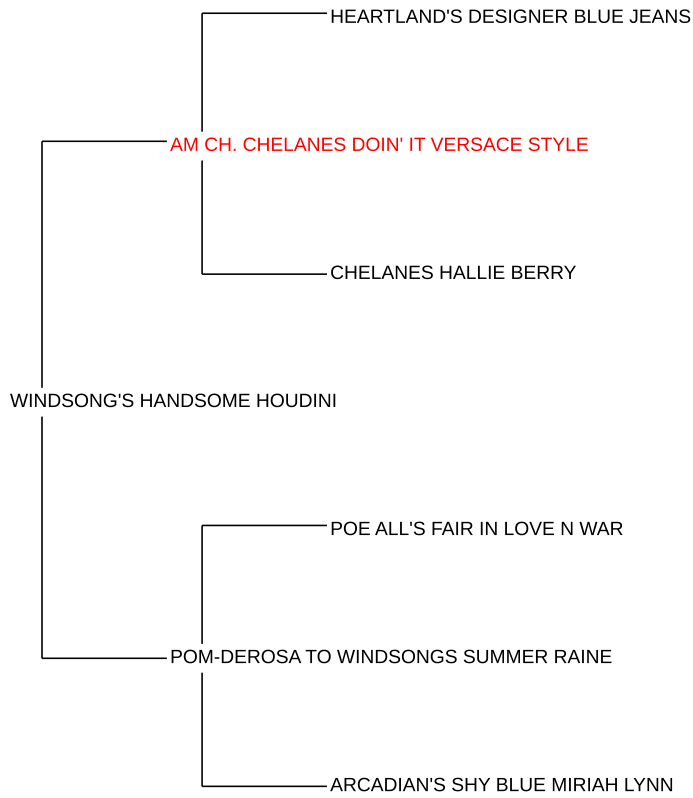 HEARTLAND'S DESIGNER BLUE JEANS
AM CH. CHELANES DOIN' IT VERSACE STYLE
CHELANES HALLIE BERRY
WINDSONG'S HANDSOME HOUDINI
POE ALL'S FAIR IN LOVE N WAR
POM-DEROSA TO WINDSONGS SUMMER RAINE
ARCADIAN'S SHY BLUE MIRIAH LYNN